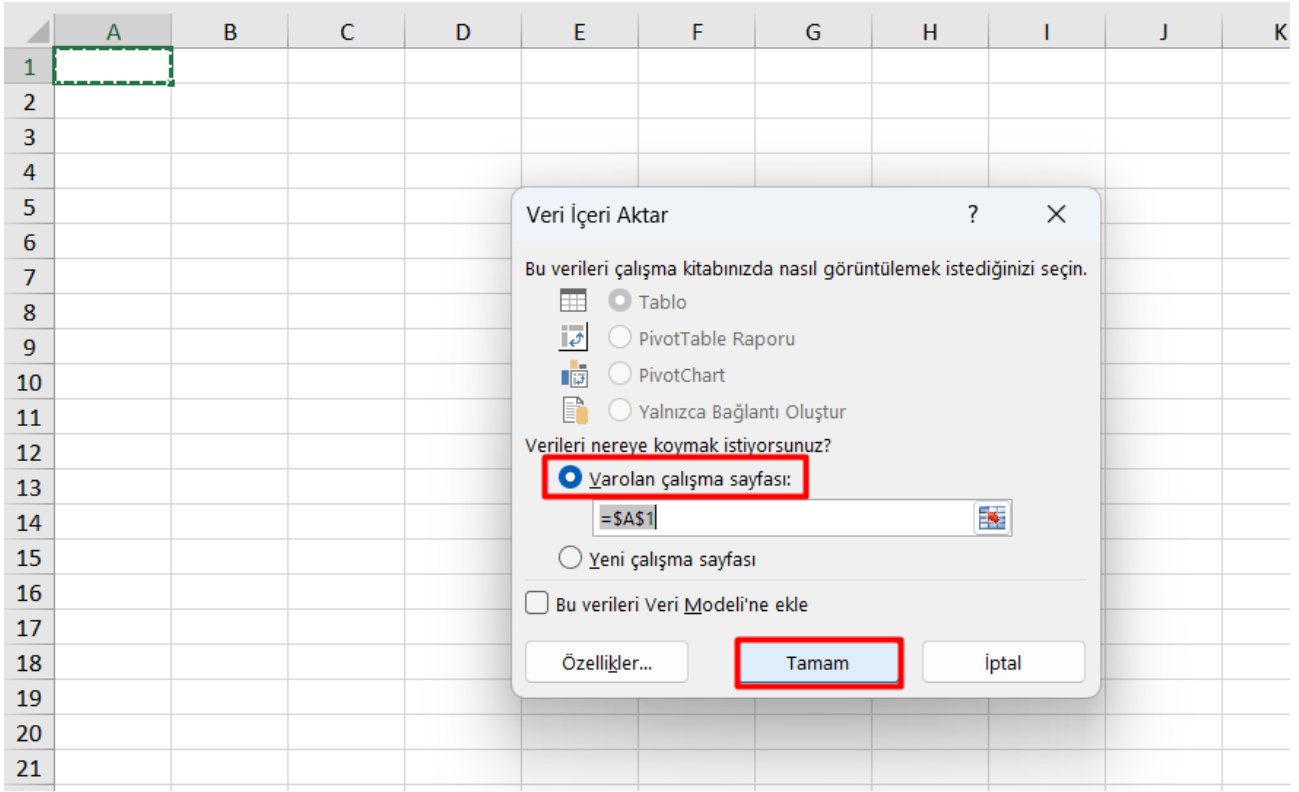 A B C D E F G H I J K
1
2
3
4
5
Veri İçeri Aktar ?
6
Bu verileri çalışma kitabınızda nasıl görüntülemek istediğinizi seçin.
7
8
Tablo
9
PivotTable Raporu
10
PivotChart
11
Yalnızca Bağlantı Oluştur
12
Verileri nereye koymak istiyorsunuz?
13
Varolan çalışma sayfası:
14
=$A$1
15
Yeni çalışma sayfası
16
Bu verileri Veri Modeli'ne ekle
17
18
Özellikler... Tamam İptal
19
20
21